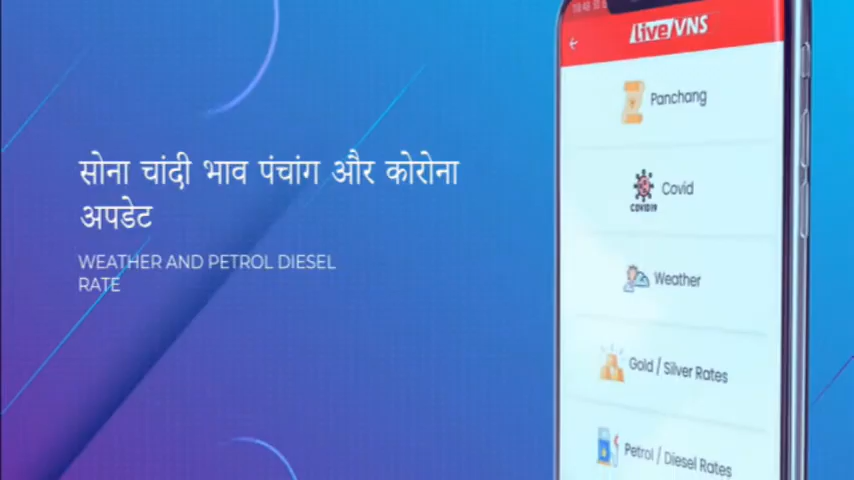 सोना चांदी भाव पंचांग और कोरोना
अपडेट
WEATHER AND PETROL DIESEL
RATE
live VNS
Panchang
COVID19
Covid
Weather
Gold / Silver Rates
Petrol / Diesel Rates